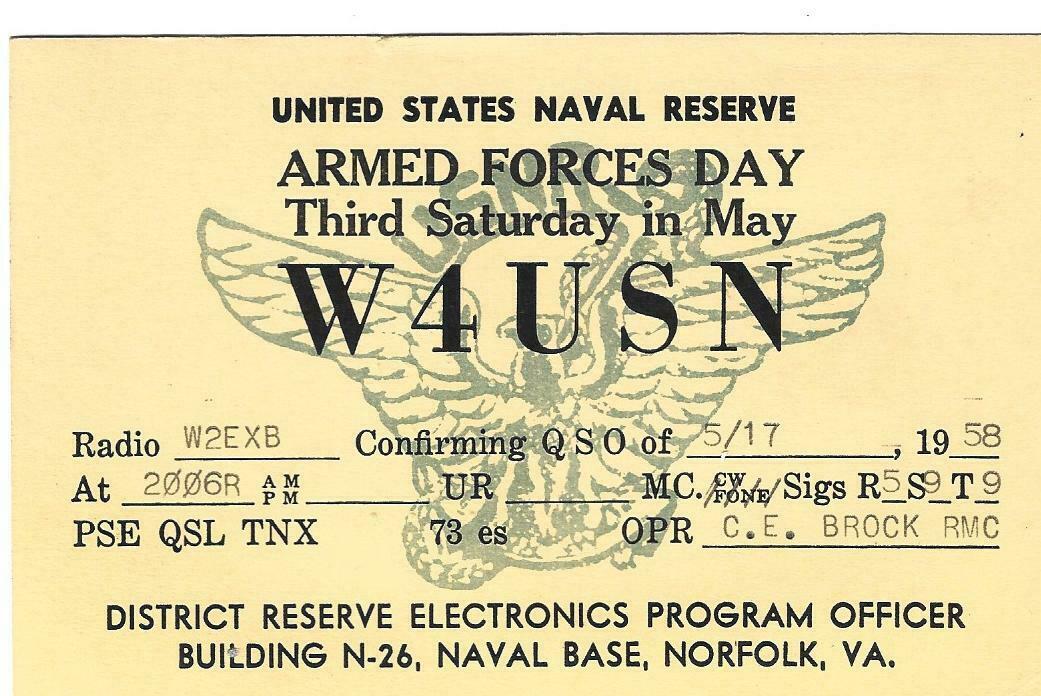 UNITED STATES NAVAL RESERVE
ARMED FORCES DAY
Third Saturday in May
W4USN
Radio W2EXB Confirming QSO of 5/17, 1958
At 2ØØ6R AM PM UR MC. CW FONE Sigs R5 S9 T9
PSE QSL TNX 73 es OPR C.E. BROCK RMC
DISTRICT RESERVE ELECTRONICS PROGRAM OFFICER
BUILDING N-26, NAVAL BASE, NORFOLK, VA.